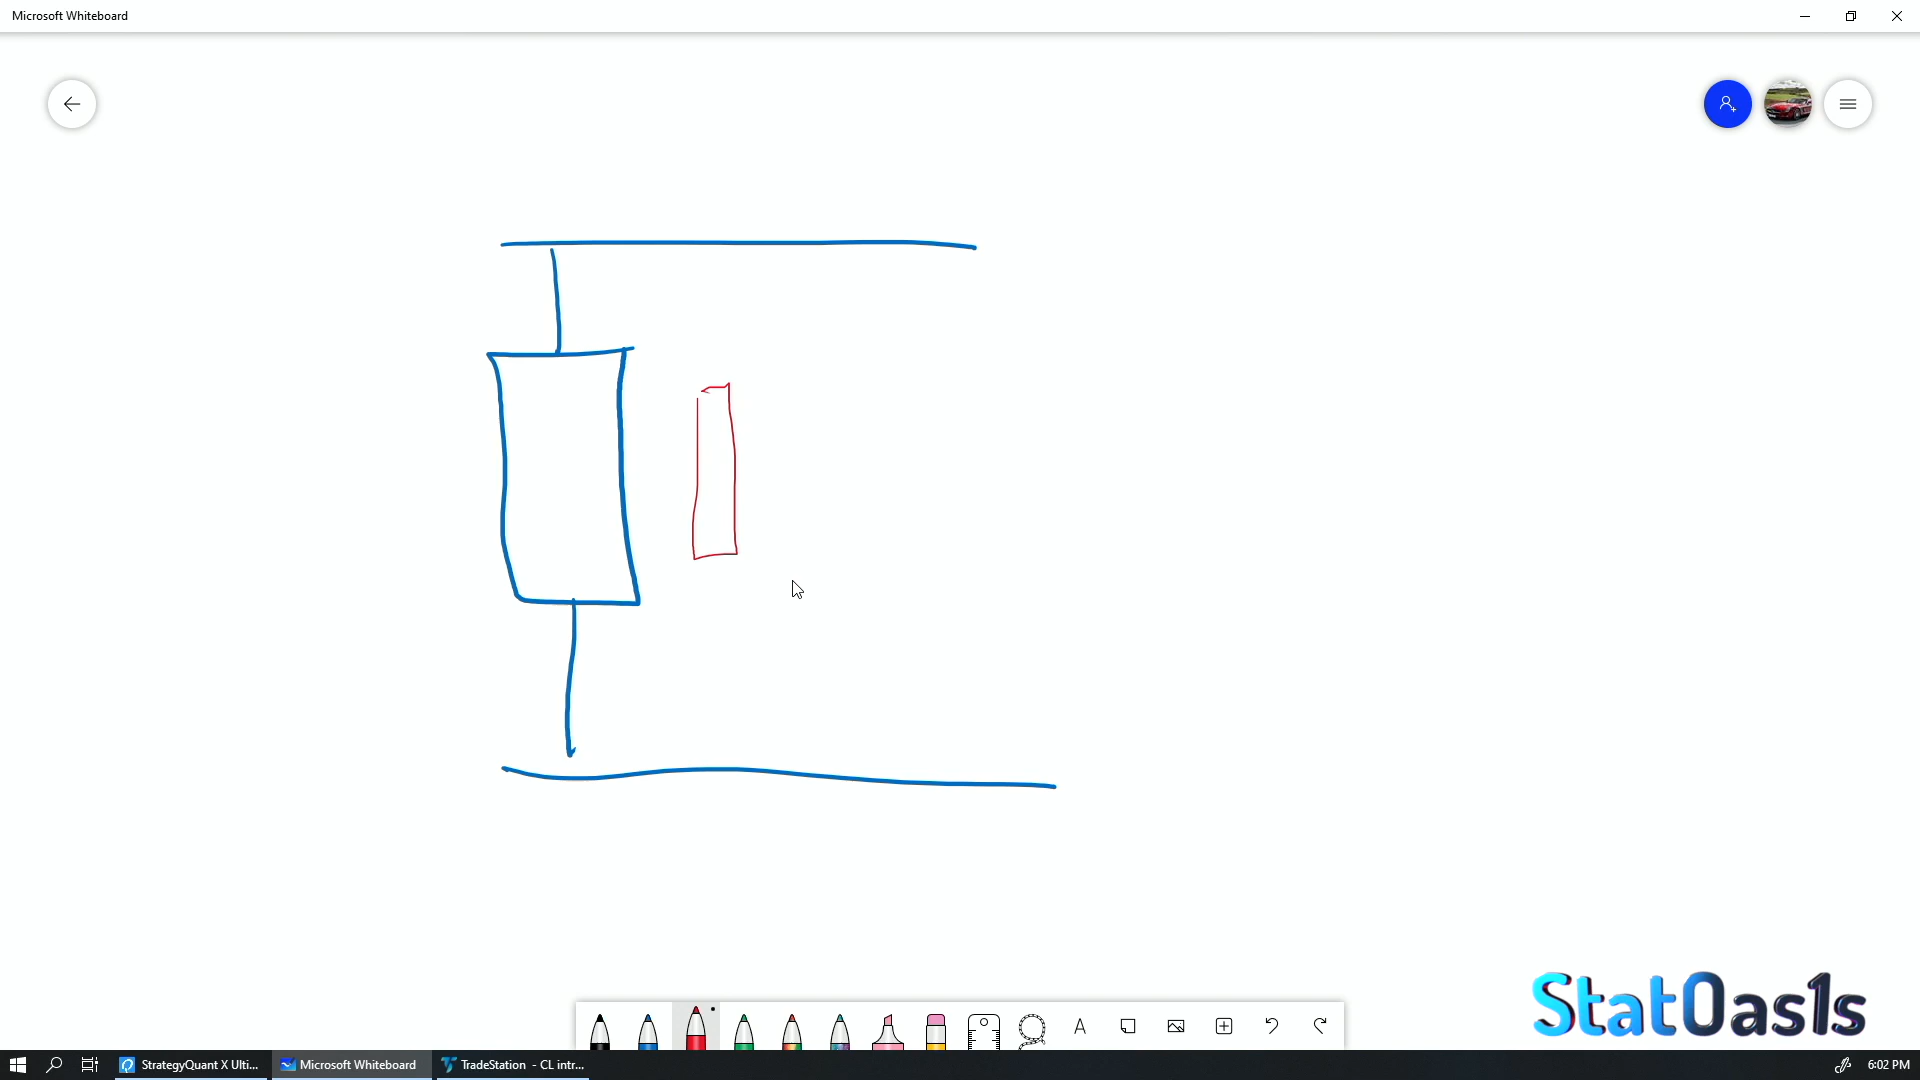 Microsoft Whiteboard
A
StatOas1s
StrategyQuant X Ulti...
Microsoft Whiteboard
TradeStation - CL intr...
6:02 PM